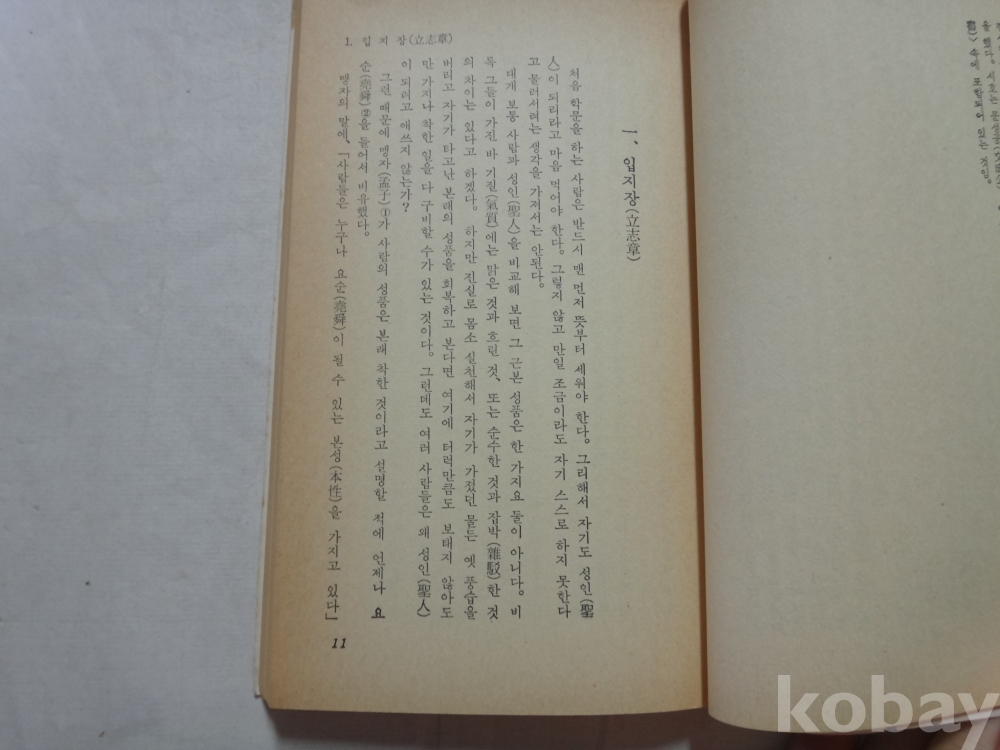 을 했다. 시호는
속에 포함되어 있는 것임.
1. 입 지 장(立志章)
一、입지장(立志章)
처음 학문을 하는 사람은 반드시 맨 먼저 뜻부터 세워야 한다. 그리해서 자기도 성인(聖
人)이 되리라고 마음 먹어야 한다. 그렇지 않고 만일 조금이라도 자기 스스로 하지 못한다
고 물러서려는 생각을 가져서는 안된다.
대개 보통 사람과 성인(聖人)을 비교해 보면 그 근본 성품은 한 가지요 둘이 아니다. 비
록 그들이 가진 바 기질(氣質)에는 맑은 것과 흐린 것、또는 순수한 것과 잡박(雜駁)한 것
의 차이는 있다고 하겠다. 하지만 진실로 몸소 실천해서 자기가 가졌던 물든 옛 풍습을
버리고 자기가 타고난 본래의 성품을 회복하고 본다면 여기에 터럭만큼도 보태지 않아도
만 가지나 착한 일을 다 구비할 수가 있는 것이다. 그런데도 여러 사람들은 왜 성인(聖人)
이 되려고 애쓰지 않는가?
그런 때문에 맹자(孟子)①가 사람의 성품은 본래 착한 것이라고 설명할 적에 언제나 요
순(堯舜)②을 들어서 비유했다.
맹자의 말에、「사람들은 누구나 요순(堯舜)이 될 수 있는 본성(本性)을 가지고 있다」
11
kobay